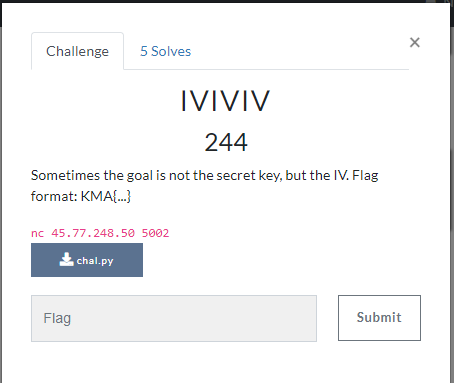 Challenge
5 Solves
×
IVIVIV
244
Sometimes the goal is not the secret key, but the IV. Flag
format: KMA{...}
nc 45.77.248.50 5002
chal.py
Flag
Submit